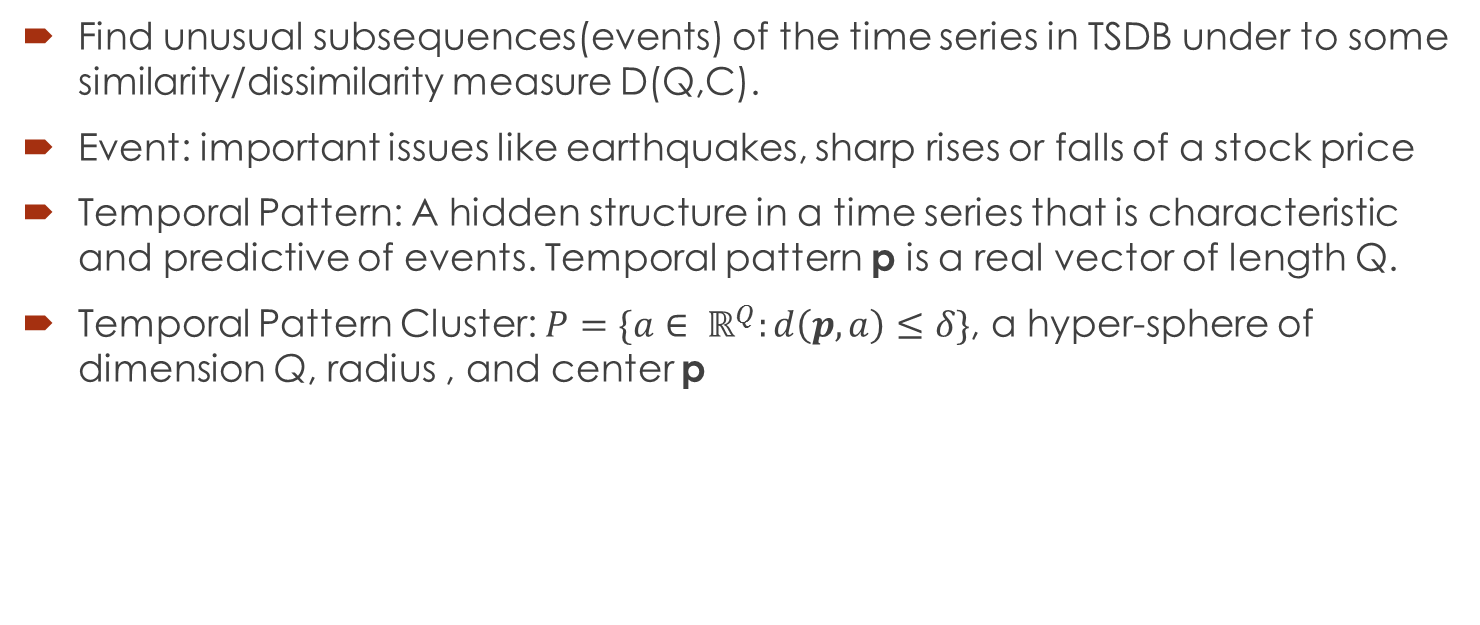 Find unusual subsequences(events) of the time series in TSDB under to some
similarity/dissimilarity measure D(Q,C).
Event: important issues like earthquakes, sharp rises or falls of a stock price
Temporal Pattern: A hidden structure in a time series that is characteristic
and predictive of events. Temporal pattern p is a real vector of length Q.
Temporal Pattern Cluster: P = {a ∈ ℝ^Q: d(p, a) ≤ δ}, a hyper-sphere of
dimension Q, radius , and center p